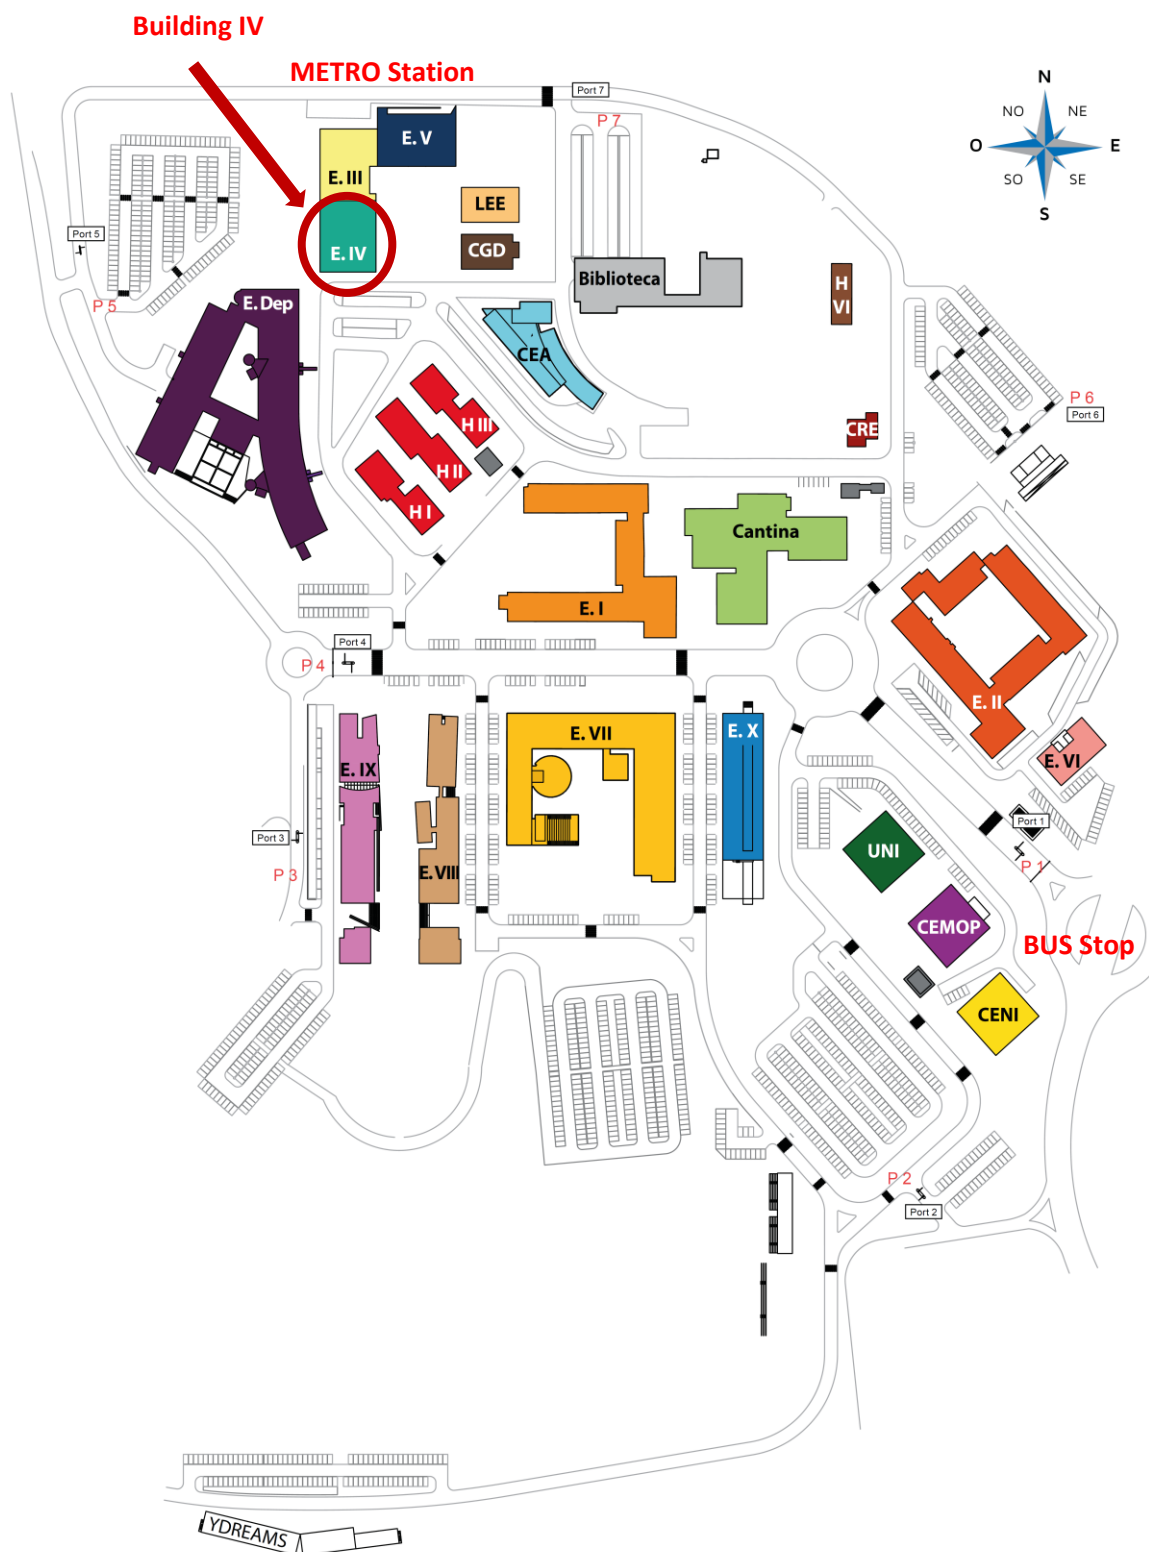 Building IV
METRO Station
Port 7
P 7
N
NO
NE
O
E
SO
SE
S
E. V
E. III
LEE
E. IV
CGD
Port 5
P 5
Biblioteca
H
VI
E. Dep
CEA
P 6
Port 6
H III
CRE
H II
H I
Cantina
E. I
Port 4
P 4
E. II
E. VII
E. X
E. IX
E. VI
Port 1
Port 3
P 3
E. VIII
UNI
P 1
CEMOP
BUS Stop
CENI
P 2
Port 2
YDREAMS